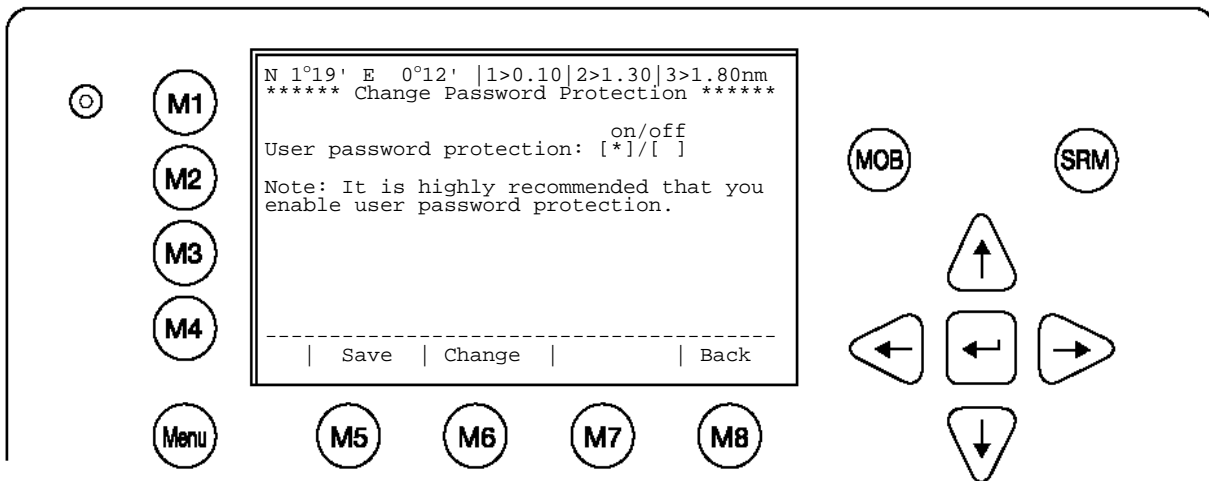 N 1°19' E 0°12' |1>0.10|2>1.30|3>1.80nm
****** Change Password Protection ******
on/off
User password protection: [*]/[ ]
Note: It is highly recommended that you
enable user password protection.
----------------------------------------
| Save | Change | | Back
M1
M2
M3
M4
Menu
M5
M6
M7
M8
MOB
SRM